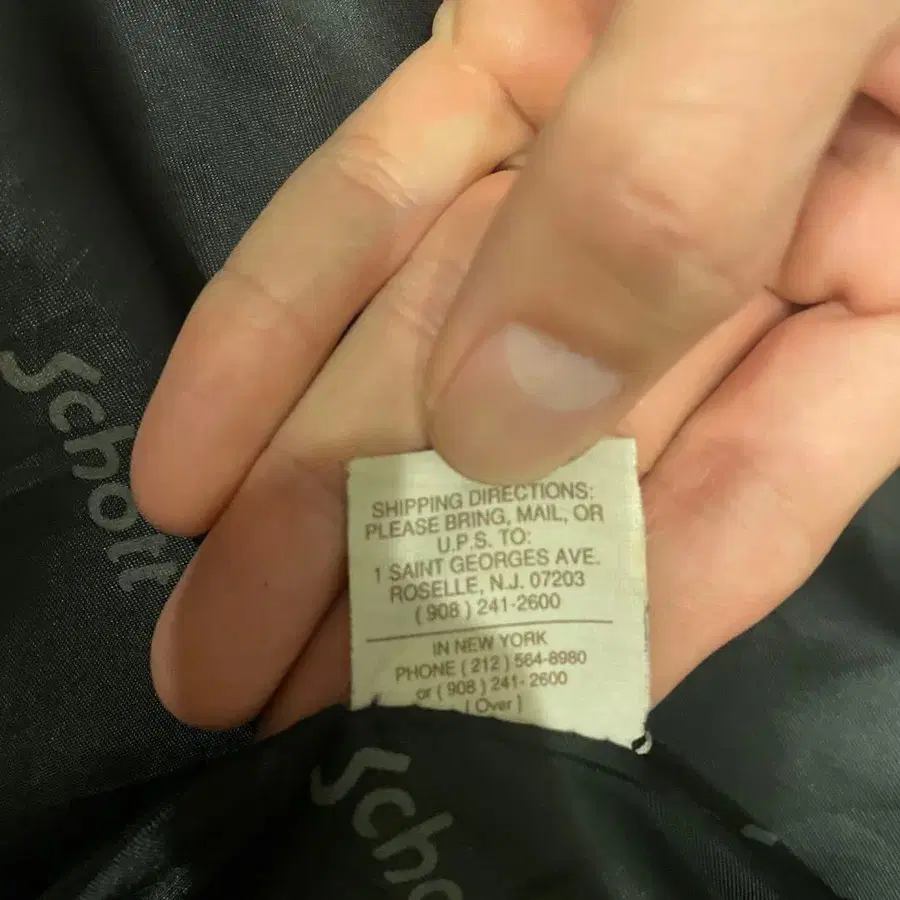 Schott
SHIPPING DIRECTIONS:
PLEASE BRING, MAIL, OR
U.P.S. TO:
1 SAINT GEORGES AVE.
ROSELLE, N.J. 07203
( 908 ) 241-2600
IN NEW YORK
PHONE ( 212 ) 564-8980
or ( 908 ) 241- 2600
[ Over ]
Scho